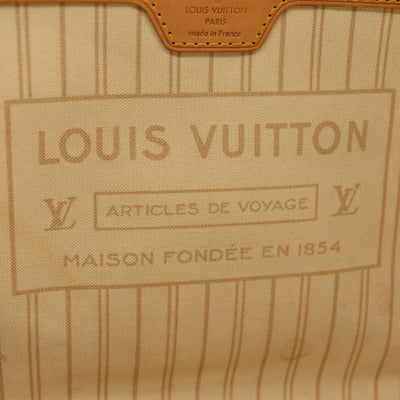 LOUIS VUITTON
PARIS
made in France
LOUIS VUITTON
LV ARTICLES DE VOYAGE LV
MAISON FONDÉE EN 1854